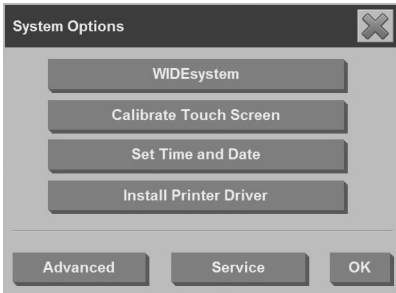 System Options
WIDEsystem
Calibrate Touch Screen
Set Time and Date
Install Printer Driver
Advanced Service OK